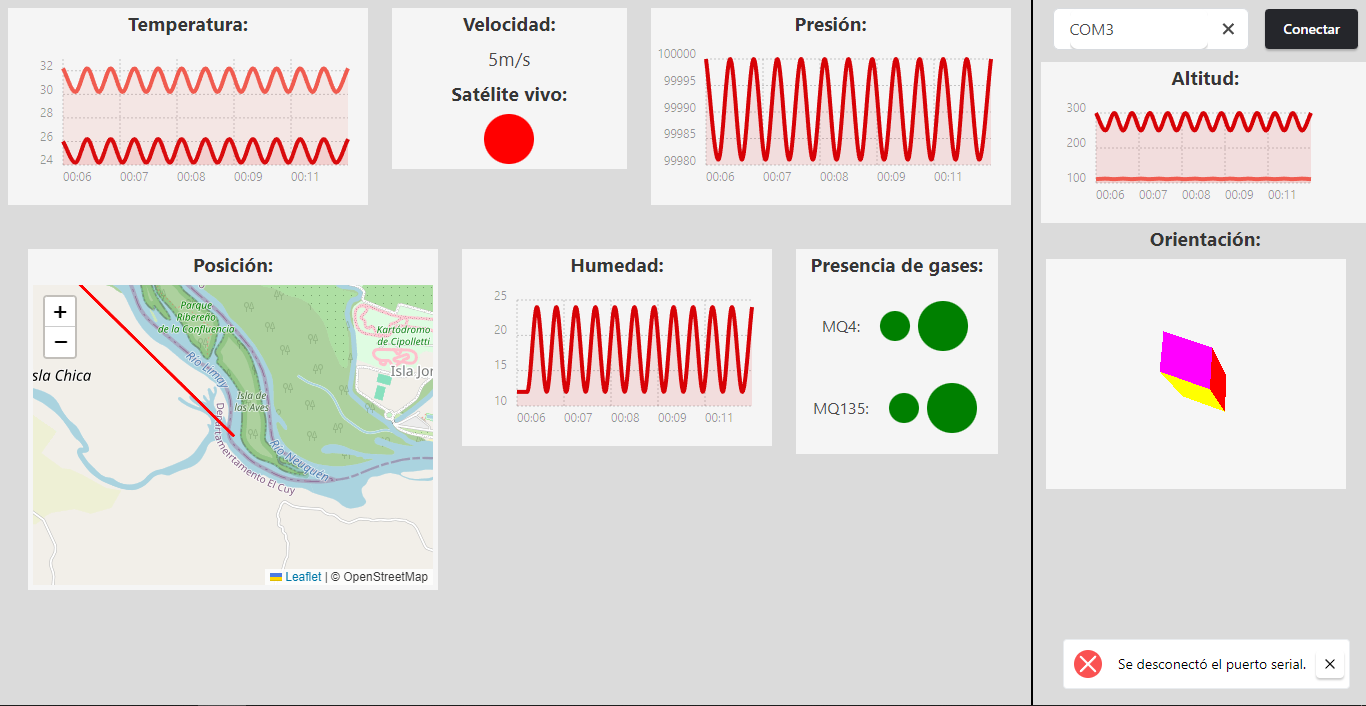 Temperatura:
32
30
28
26
24
00:06 00:07 00:08 00:09 00:11
Velocidad:
5m/s
Satélite vivo:
Presión:
100000
99995
99990
99985
99980
00:06 00:07 00:08 00:09 00:11
COM3
Conectar
Altitud:
300
200
100
00:06 00:07 00:08 00:09 00:11
Posición:
+
−
Parque
Ribereño
de la Confluencia
Kartódromo
de Cipolletti
Isla Jor
sla Chica
Río Limay
Isla de
las Aves
Río Neuquén
Departame
rtamento El Cuy
Leaflet | © OpenStreetMap
Humedad:
25
20
15
10
00:06 00:07 00:08 00:09 00:11
Presencia de gases:
MQ4:
MQ135:
Orientación:
Se desconectó el puerto serial.